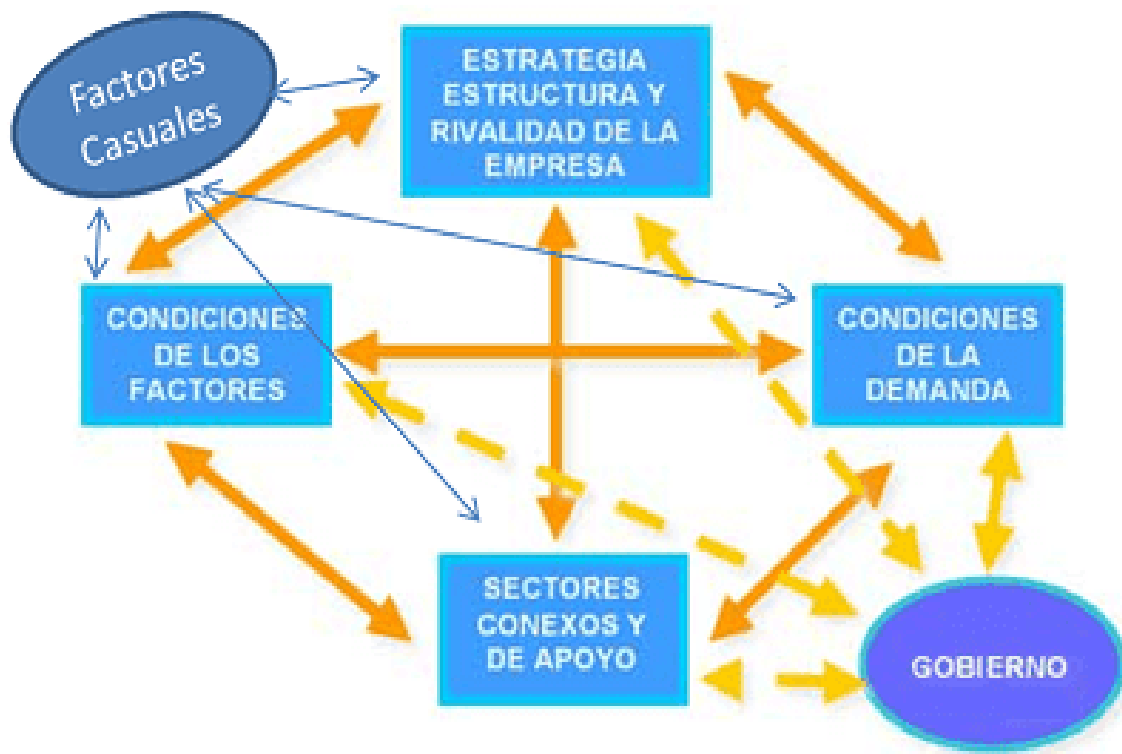 Factores
Casuales
ESTRATEGIA
ESTRUCTURA Y
RIVALIDAD DE LA
EMPRESA
CONDICIONES
DE LOS
FACTORES
CONDICIONES
DE LA
DEMANDA
SECTORES
CONEXOS Y
DE APOYO
GOBIERNO